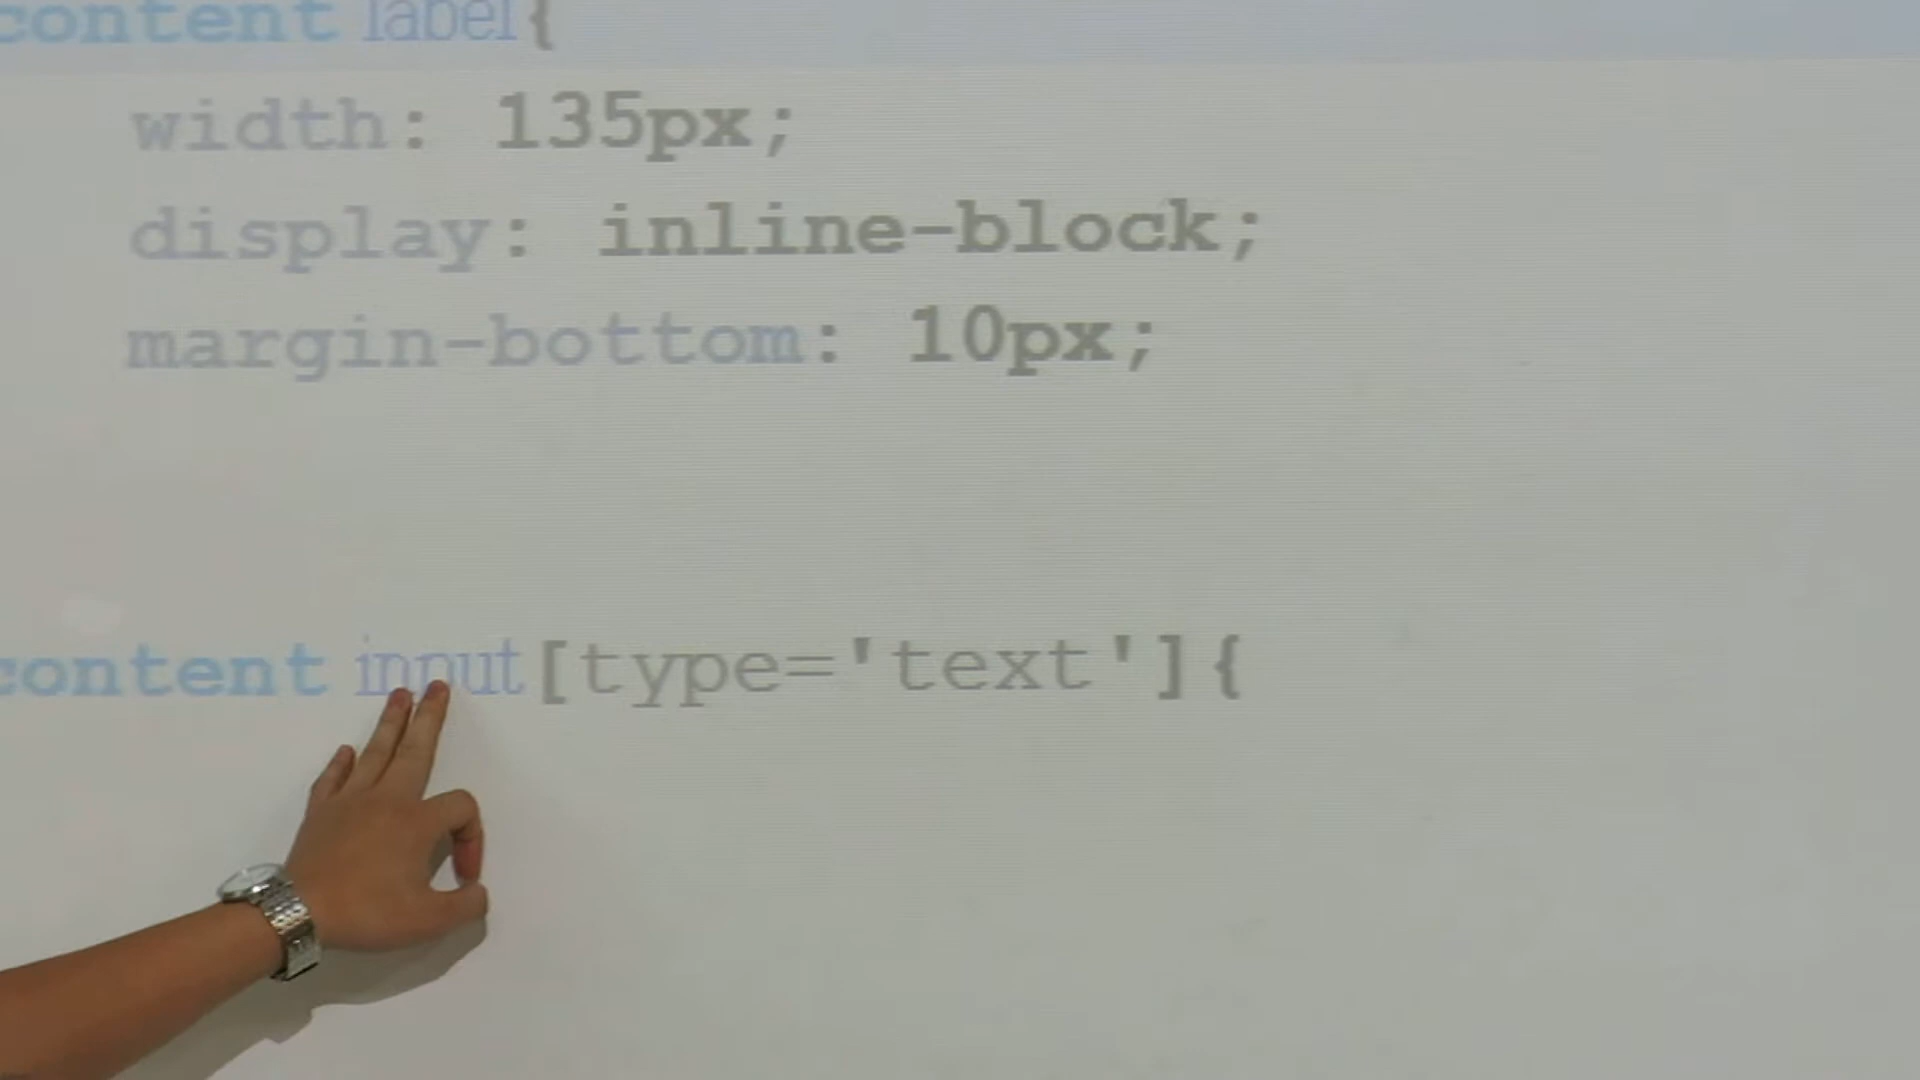 content label{
width: 135px;
display: inline-block;
margin-bottom: 10px;
content input[type='text']{